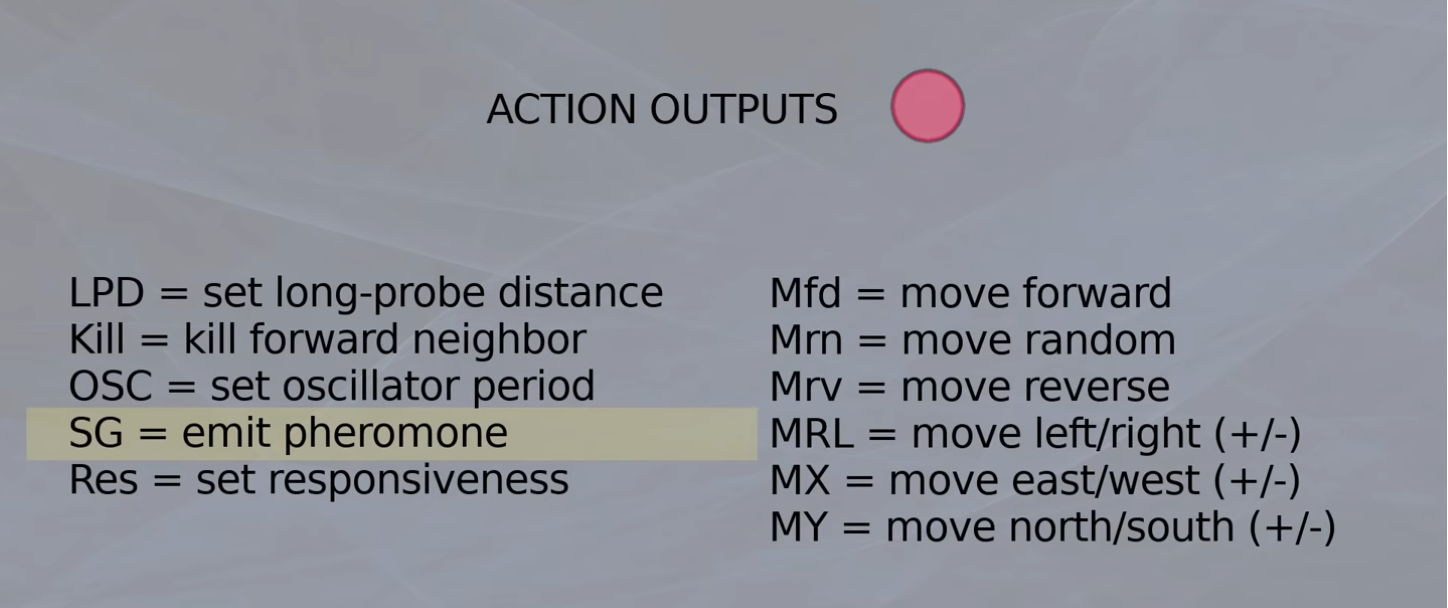 ACTION OUTPUTS
LPD = set long-probe distance
Kill = kill forward neighbor
OSC = set oscillator period
SG = emit pheromone
Res = set responsiveness
Mfd = move forward
Mrn = move random
Mrv = move reverse
MRL = move left/right (+/-)
MX = move east/west (+/-)
MY = move north/south (+/-)